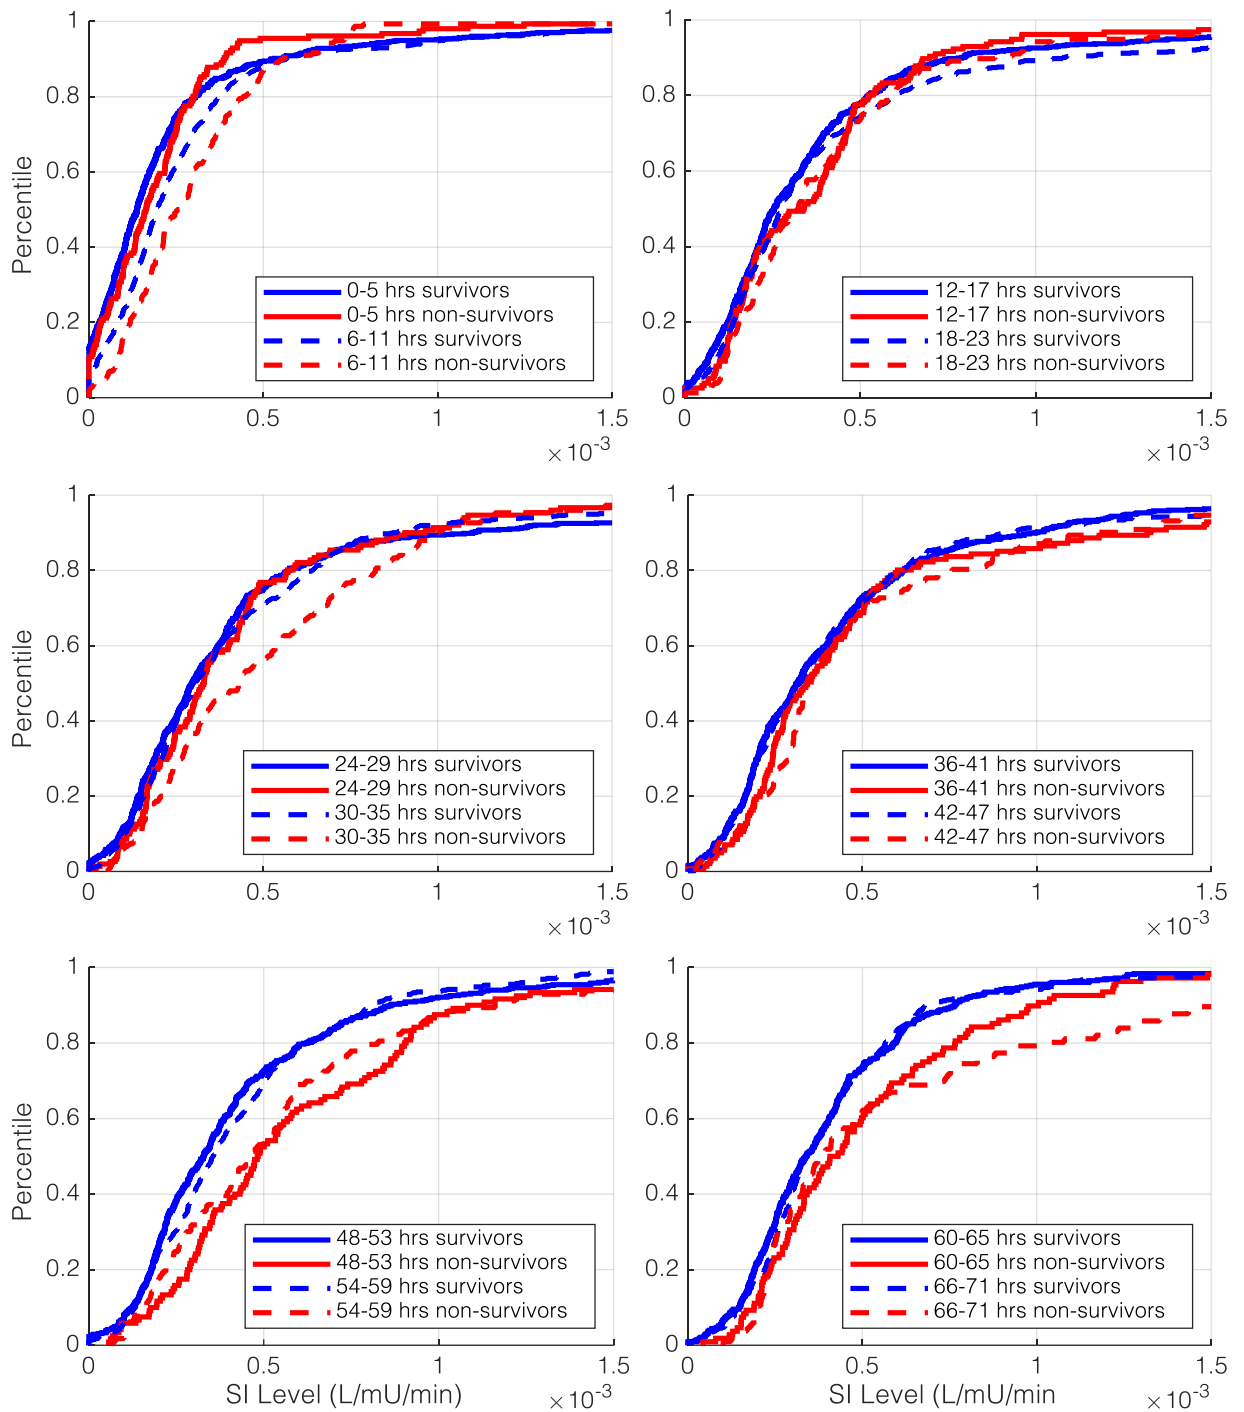 1
0.8
0.6
0.4
0.2
0
Percentile
0-5 hrs survivors
0-5 hrs non-survivors
6-11 hrs survivors
6-11 hrs non-survivors
0 0.5 1 1.5
×10-3
1
0.8
0.6
0.4
0.2
0
12-17 hrs survivors
12-17 hrs non-survivors
18-23 hrs survivors
18-23 hrs non-survivors
0 0.5 1 1.5
×10-3
1
0.8
0.6
0.4
0.2
0
Percentile
24-29 hrs survivors
24-29 hrs non-survivors
30-35 hrs survivors
30-35 hrs non-survivors
0 0.5 1 1.5
×10-3
1
0.8
0.6
0.4
0.2
0
36-41 hrs survivors
36-41 hrs non-survivors
42-47 hrs survivors
42-47 hrs non-survivors
0 0.5 1 1.5
×10-3
1
0.8
0.6
0.4
0.2
0
Percentile
48-53 hrs survivors
48-53 hrs non-survivors
54-59 hrs survivors
54-59 hrs non-survivors
0 0.5 1 1.5
SI Level (L/mU/min)
×10-3
1
0.8
0.6
0.4
0.2
0
60-65 hrs survivors
60-65 hrs non-survivors
66-71 hrs survivors
66-71 hrs non-survivors
0 0.5 1 1.5
SI Level (L/mU/min
×10-3